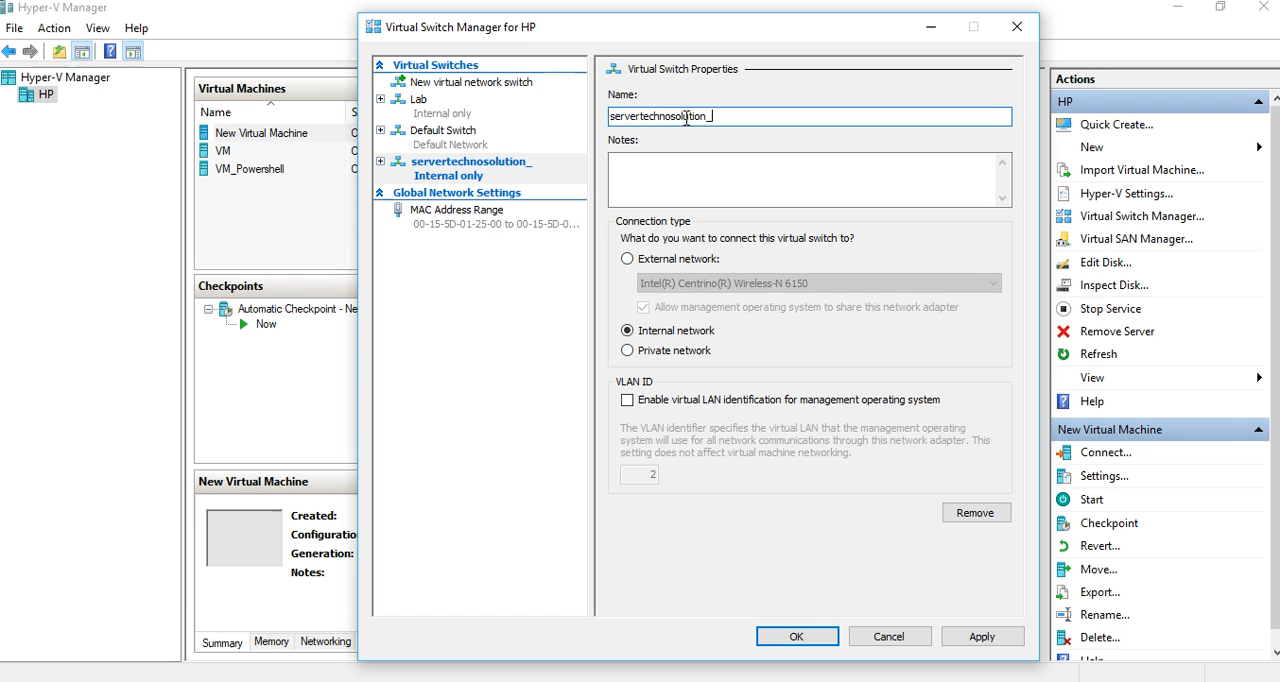 Hyper-V Manager
File Action View Help
Hyper-V Manager
HP
Virtual Machines
Name
New Virtual Machine
VM
VM_Powershell
Checkpoints
Automatic Checkpoint - Ne
Now
New Virtual Machine
Created:
Configuratio
Generation:
Notes:
Summary Memory Networking
Virtual Switch Manager for HP
Virtual Switches
New virtual network switch
Lab
Internal only
Default Switch
Default Network
servertechnosolution_
Internal only
Global Network Settings
MAC Address Range
00-15-5D-01-25-00 to 00-15-5D-0...
Virtual Switch Properties
Name:
servertechnosolution_
Notes:
Connection type
What do you want to connect this virtual switch to?
External network:
Intel(R) Centrino(R) Wireless-N 6150
Allow management operating system to share this network adapter
Internal network
Private network
VLAN ID
Enable virtual LAN identification for management operating system
The VLAN identifier specifies the virtual LAN that the management operating
system will use for all network communications through this network adapter. This
setting does not affect virtual machine networking.
2
Remove
OK Cancel Apply
Actions
HP
Quick Create...
New
Import Virtual Machine...
Hyper-V Settings...
Virtual Switch Manager...
Virtual SAN Manager...
Edit Disk...
Inspect Disk...
Stop Service
Remove Server
Refresh
View
Help
New Virtual Machine
Connect...
Settings...
Start
Checkpoint
Revert...
Move...
Export...
Rename...
Delete...